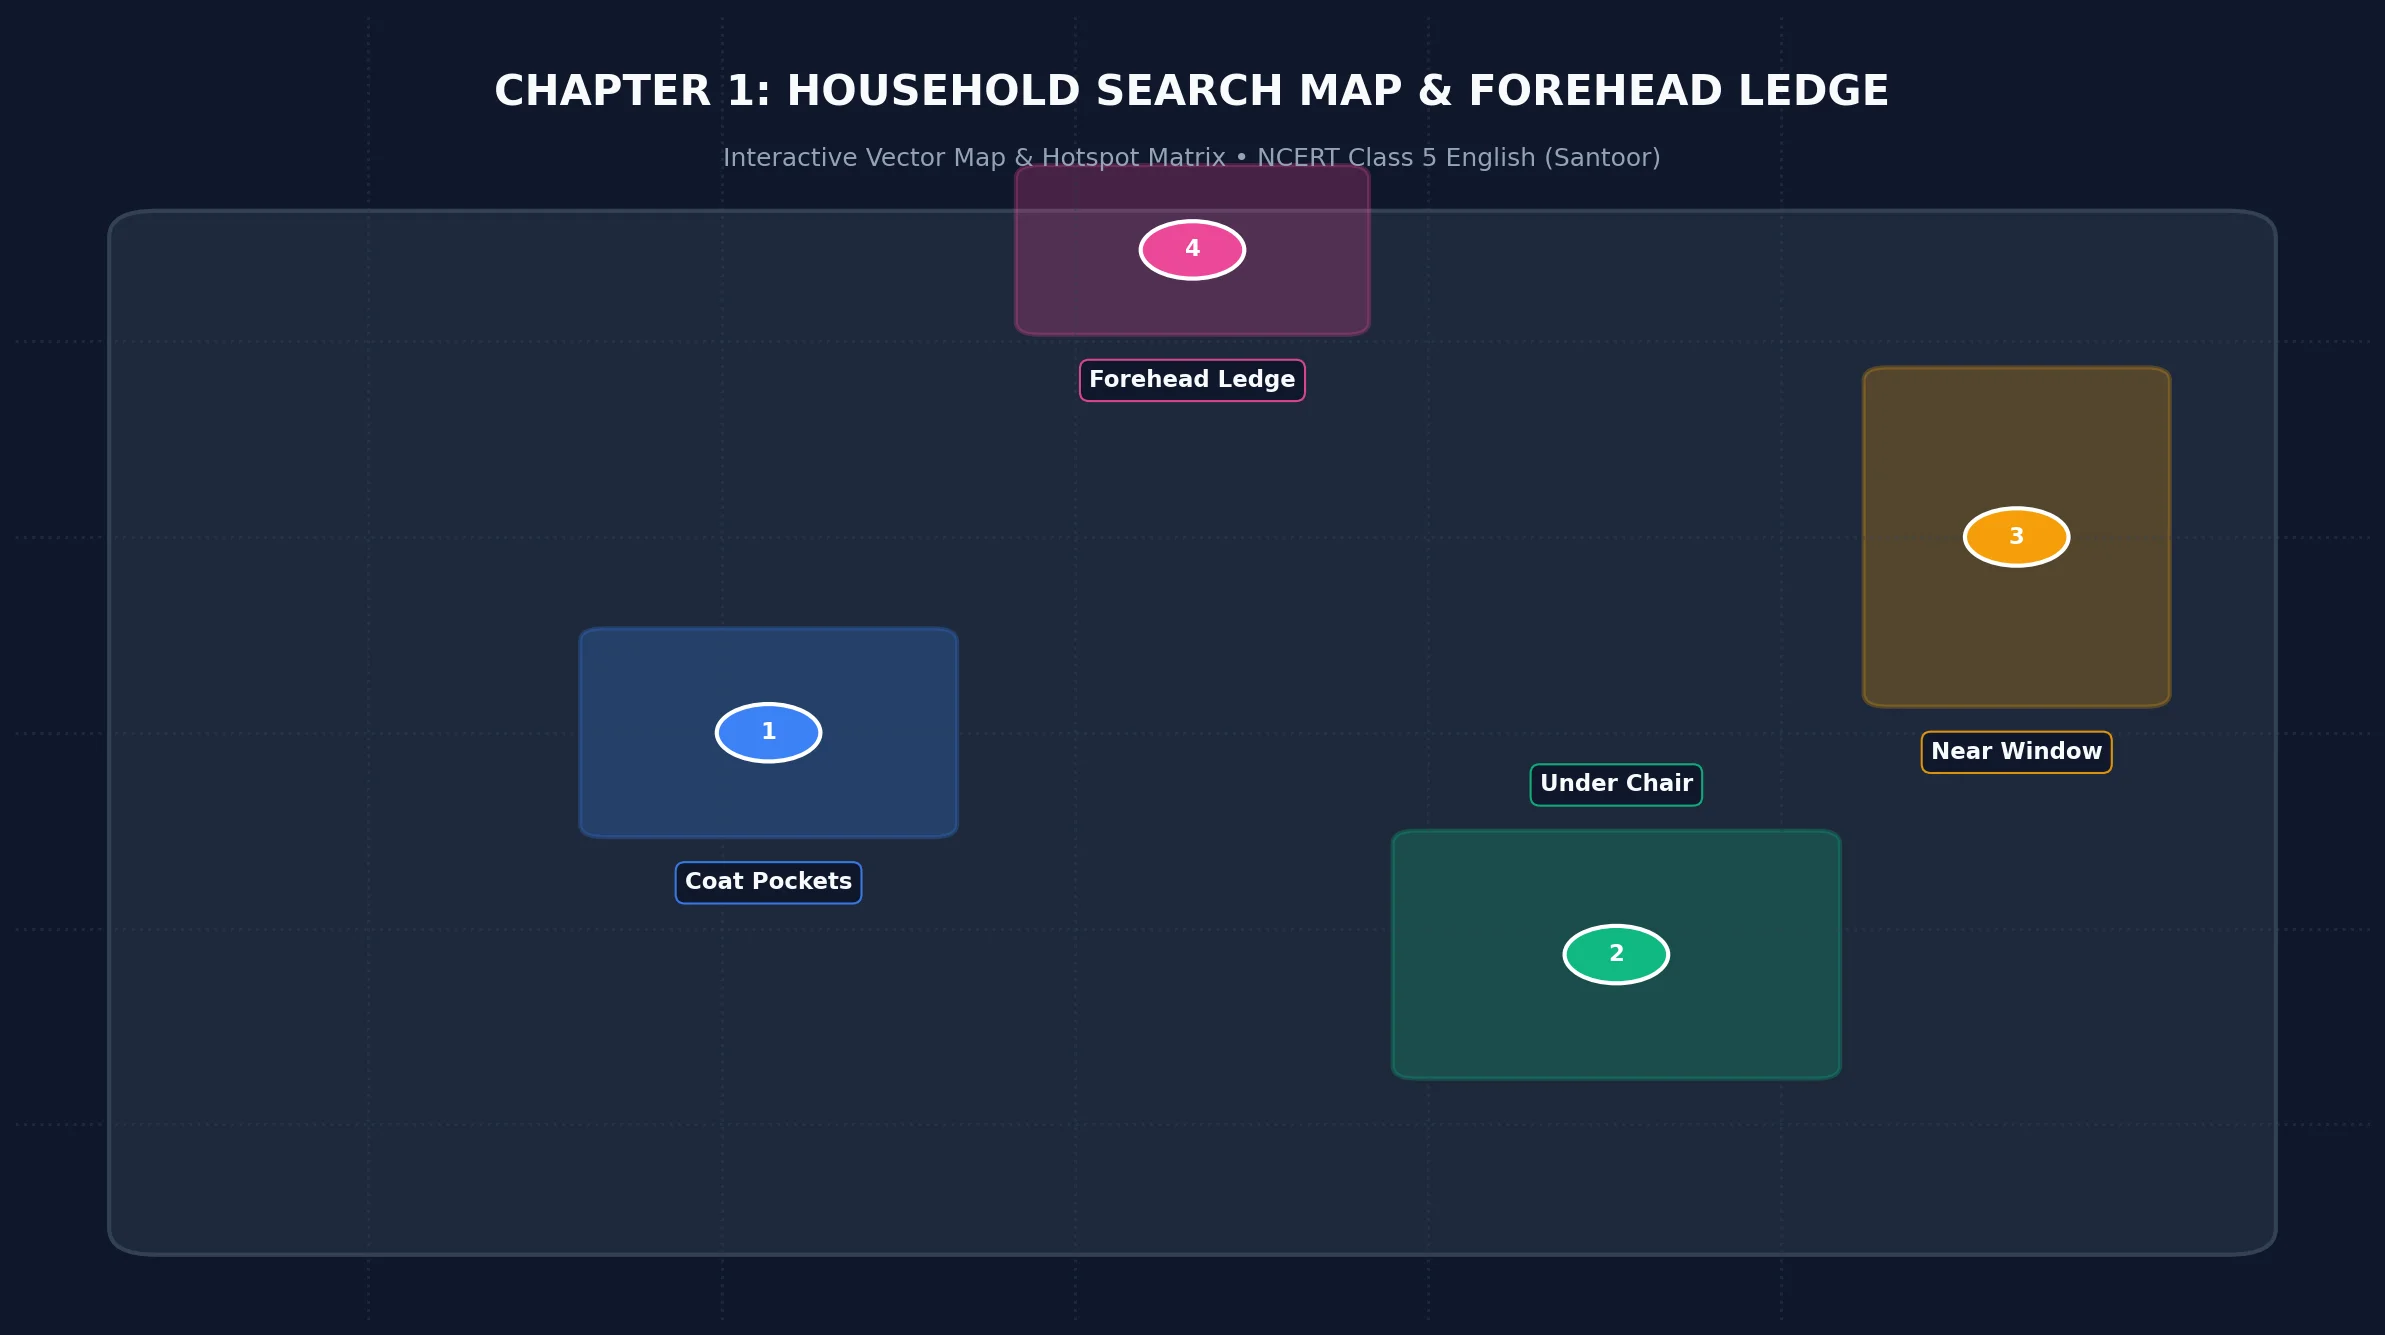 CHAPTER 1: HOUSEHOLD SEARCH MAP & FOREHEAD LEDGE
Interactive Vector Map & Hotspot Matrix • NCERT Class 5 English (Santoor)
4
Forehead Ledge
3
Near Window
1
Coat Pockets
Under Chair
2